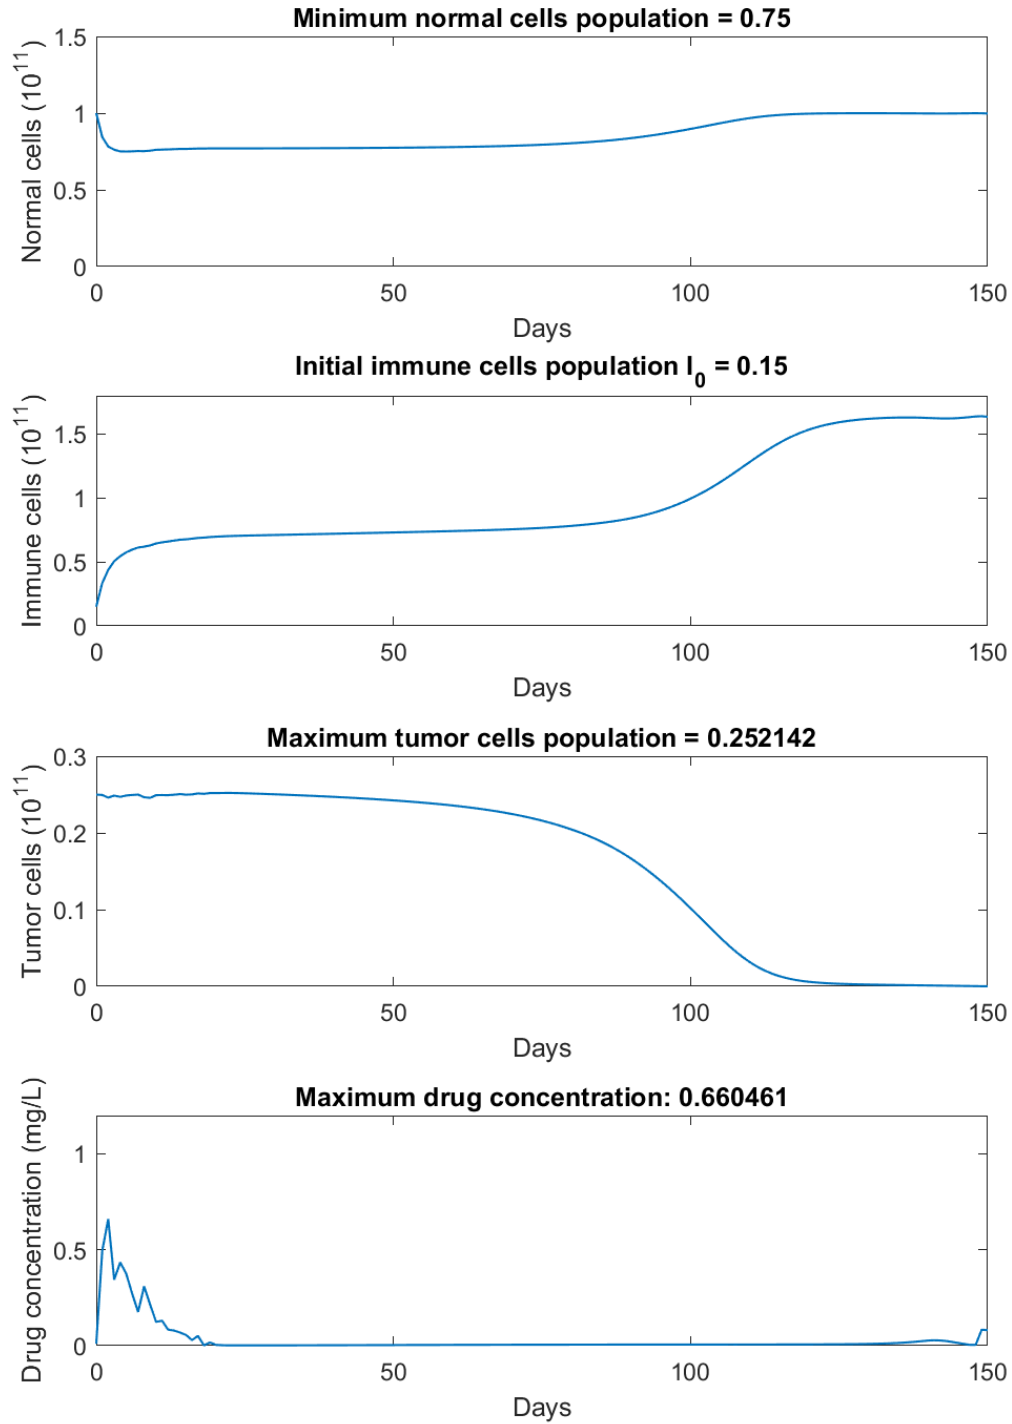 Minimum normal cells population = 0.75
Normal cells (10^11)
1.5
1
0.5
0
0 50 100 150
Days
Initial immune cells population I_0 = 0.15
Immune cells (10^11)
1.5
1
0.5
0
0 50 100 150
Days
Maximum tumor cells population = 0.252142
Tumor cells (10^11)
0.3
0.2
0.1
0
0 50 100 150
Days
Maximum drug concentration: 0.660461
Drug concentration (mg/L)
1
0.5
0
0 50 100 150
Days